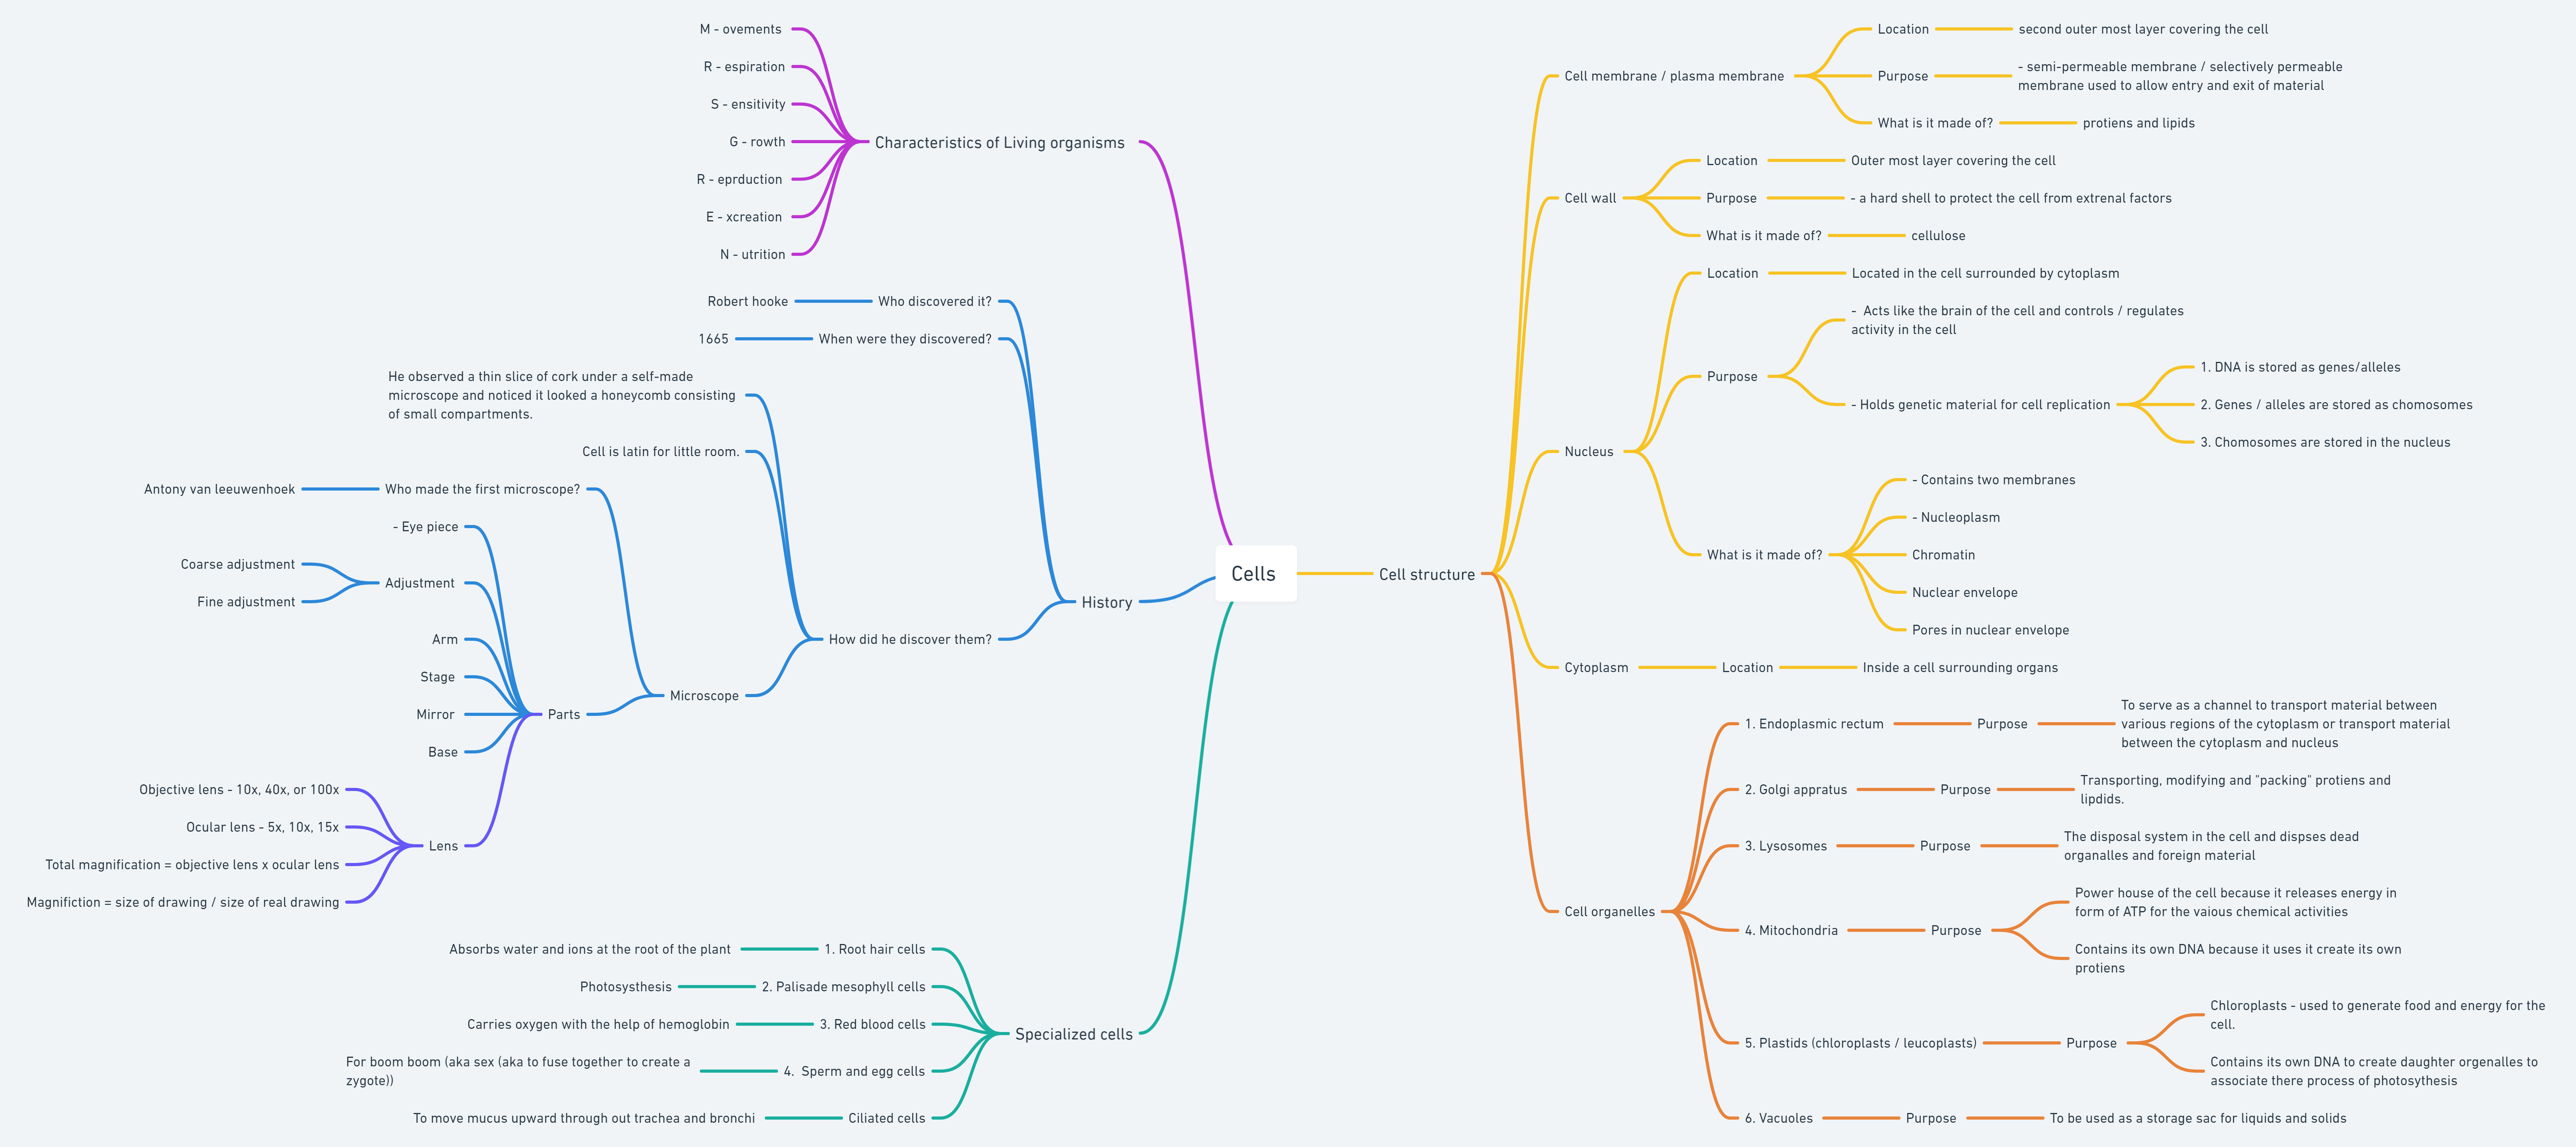 Cells
Characteristics of Living organisms
M - ovements
R - espiration
S - ensitivity
G - rowth
R - eprduction
E - xcreation
N - utrition
History
Who discovered it?
Robert hooke
When were they discovered?
1665
How did he discover them?
He observed a thin slice of cork under a self-made
microscope and noticed it looked a honeycomb consisting
of small compartments.
Cell is latin for little room.
Microscope
Who made the first microscope?
Antony van leeuwenhoek
Parts
- Eye piece
Adjustment
Coarse adjustment
Fine adjustment
Arm
Stage
Mirror
Base
Lens
Objective lens - 10x, 40x, or 100x
Ocular lens - 5x, 10x, 15x
Total magnification = objective lens x ocular lens
Magnifiction = size of drawing / size of real drawing
Specialized cells
1. Root hair cells
Absorbs water and ions at the root of the plant
2. Palisade mesophyll cells
Photosysthesis
3. Red blood cells
Carries oxygen with the help of hemoglobin
4.  Sperm and egg cells
For boom boom (aka sex (aka to fuse together to create a
zygote))
Ciliated cells
To move mucus upward through out trachea and bronchi
Cell structure
Cell membrane / plasma membrane
Location
second outer most layer covering the cell
Purpose
- semi-permeable membrane / selectively permeable
membrane used to allow entry and exit of material
What is it made of?
protiens and lipids
Cell wall
Location
Outer most layer covering the cell
Purpose
- a hard shell to protect the cell from extrenal factors
What is it made of?
cellulose
Nucleus
Location
Located in the cell surrounded by cytoplasm
Purpose
-  Acts like the brain of the cell and controls / regulates
activity in the cell
- Holds genetic material for cell replication
1. DNA is stored as genes/alleles
2. Genes / alleles are stored as chomosomes
3. Chomosomes are stored in the nucleus
What is it made of?
- Contains two membranes
- Nucleoplasm
Chromatin
Nuclear envelope
Pores in nuclear envelope
Cytoplasm
Location
Inside a cell surrounding organs
Cell organelles
1. Endoplasmic rectum
Purpose
To serve as a channel to transport material between
various regions of the cytoplasm or transport material
between the cytoplasm and nucleus
2. Golgi appratus
Purpose
Transporting, modifying and "packing" protiens and
lipdids.
3. Lysosomes
Purpose
The disposal system in the cell and dispses dead
organalles and foreign material
4. Mitochondria
Purpose
Power house of the cell because it releases energy in
form of ATP for the vaious chemical activities
Contains its own DNA because it uses it create its own
protiens
5. Plastids (chloroplasts / leucoplasts)
Purpose
Chloroplasts - used to generate food and energy for the
cell.
Contains its own DNA to create daughter orgenalles to
associate there process of photosythesis
6. Vacuoles
Purpose
To be used as a storage sac for liquids and solids